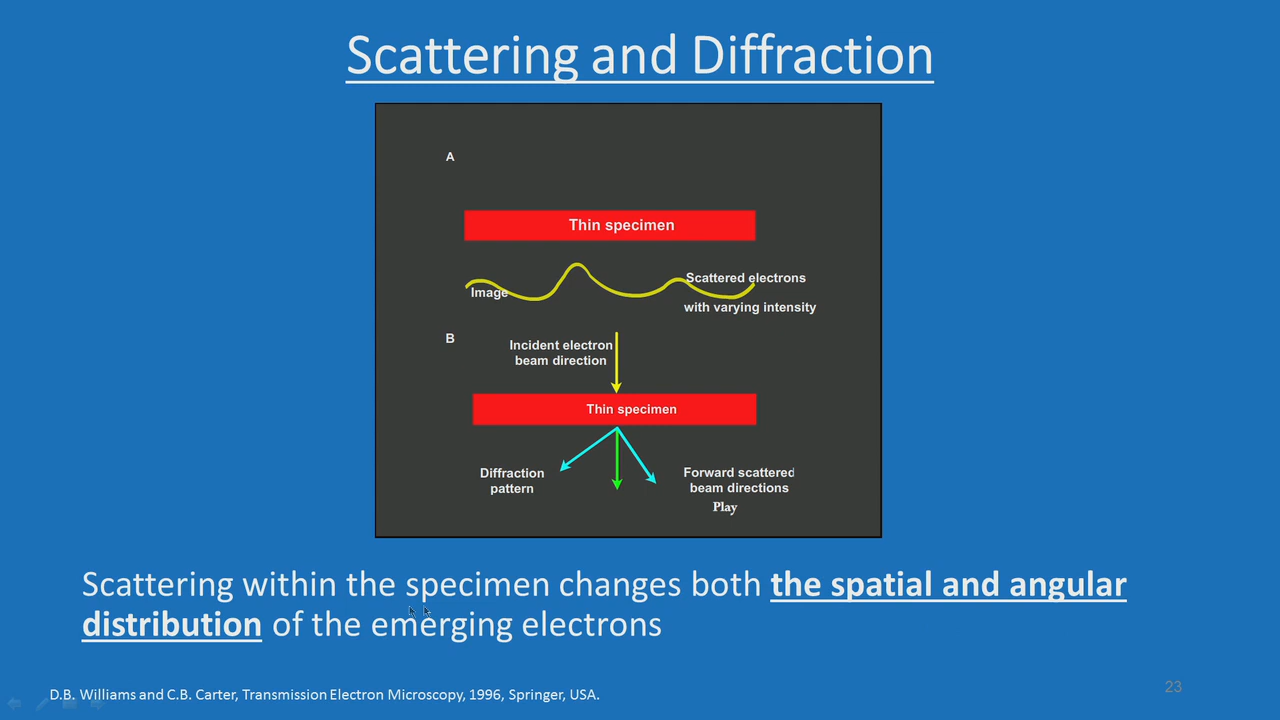 Scattering and Diffraction
A
Thin specimen
Scattered electrons
Image
with varying intensity
B
Incident electron
beam direction
Thin specimen
Diffraction
pattern
Forward scattered
beam directions
Play
Scattering within the specimen changes both the spatial and angular
distribution of the emerging electrons
D.B. Williams and C.B. Carter, Transmission Electron Microscopy, 1996, Springer, USA.
23